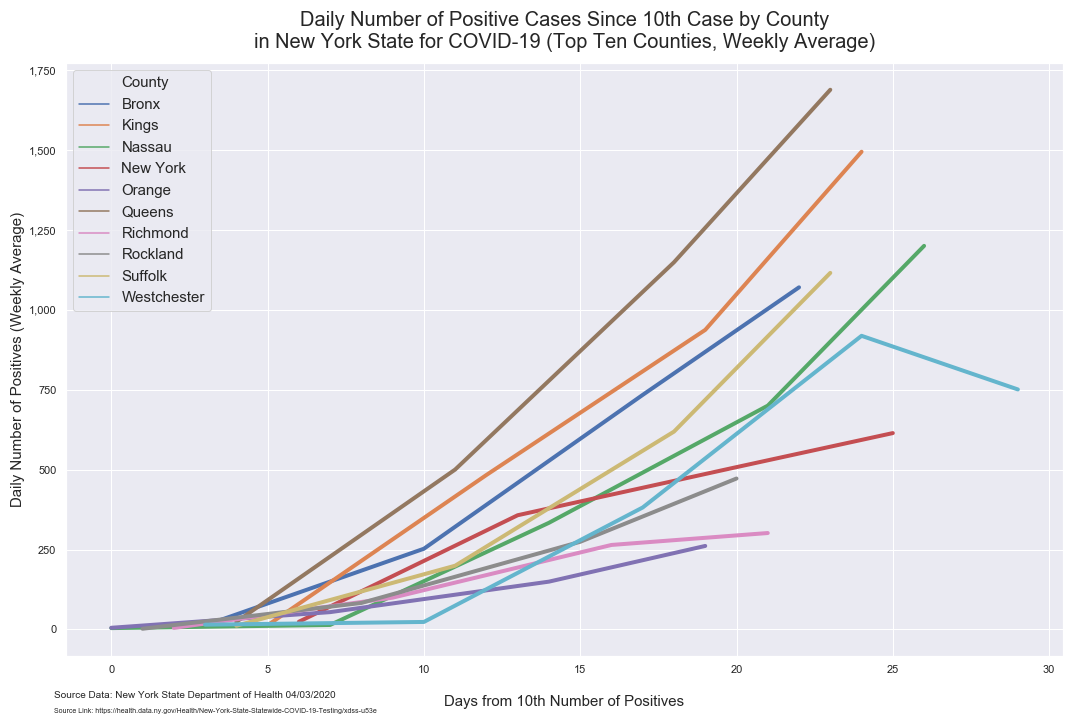 Daily Number of Positive Cases Since 10th Case by County
in New York State for COVID-19 (Top Ten Counties, Weekly Average)
1,750
1,500
1,250
1,000
750
500
250
0
Daily Number of Positives (Weekly Average)
County
Bronx
Kings
Nassau
New York
Orange
Queens
Richmond
Rockland
Suffolk
Westchester
0
5
10
15
20
25
30
Days from 10th Number of Positives
Source Data: New York State Department of Health 04/03/2020
Source Link: https://health.data.ny.gov/Health/New-York-State-Statewide-COVID-19-Testing/xdss-u53e